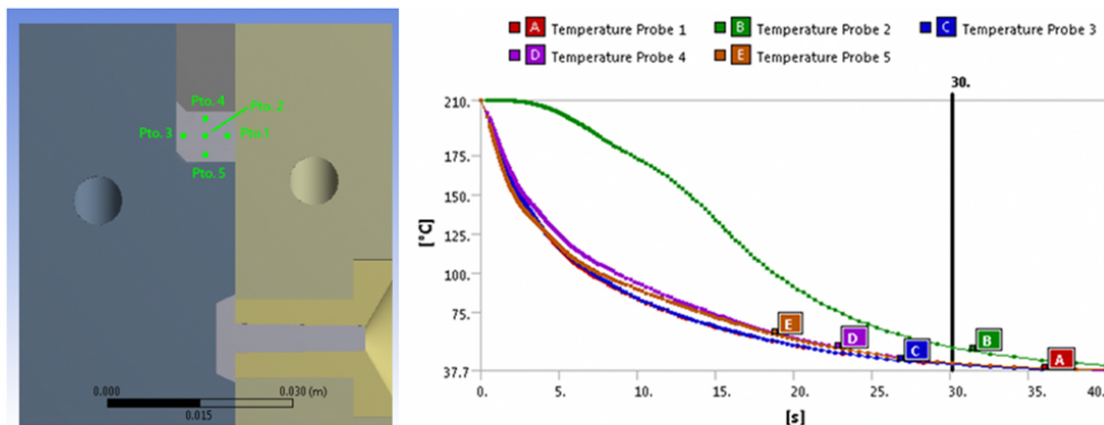 Pto. 4
Pto. 2
Pto. 3
Pto.1
Pto. 5
0.000
0.030 (m)
0.015
A Temperature Probe 1
B Temperature Probe 2
C Temperature Probe 3
D Temperature Probe 4
E Temperature Probe 5
30.
210.
175.
150.
125.
100.
75.
37.7
[°C]
E
D
C
B
A
0.
5.
10.
15.
20.
25.
30.
35.
40.
[s]